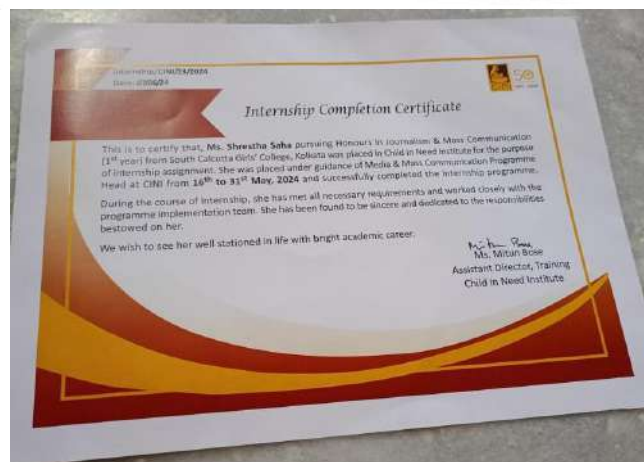 Internship/CINI/23/2024
Internship Completion Certificate
This is to certify that, Ms. Shrestha Saha pursuing Honours in Journalism & Mass Communication
(1st year) from South Calcutta Girls' College, Kolkata was placed in Child in Need Institute for the purpose
of internship assignment. She was placed under guidance of Media & Mass Communication Programme
Head at CINI from 16th to 31st May, 2024 and successfully completed the internship programme.
During the course of internship, she has met all necessary requirements and worked closely with the
programme implementation team. She has been found to be sincere and dedicated to the responsibilities
bestowed on her.
We wish to see her well stationed in life with bright academic career.
Ms. Mitun Bose
Assistant Director, Training
Child in Need Institute
50